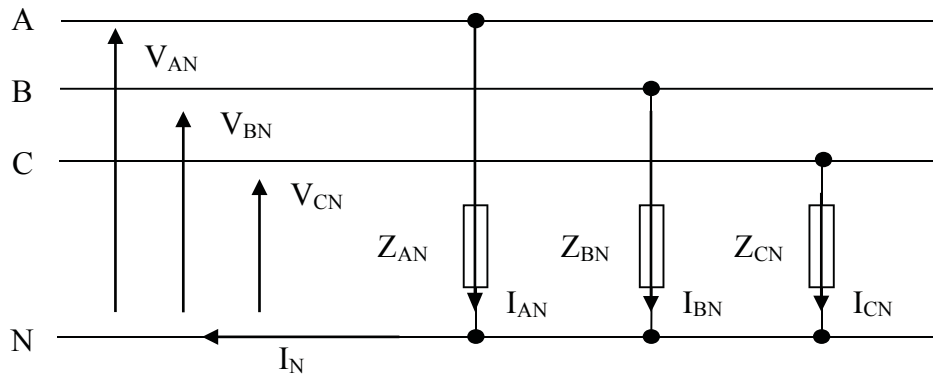 A
V_AN
B
V_BN
C
V_CN
Z_AN Z_BN Z_CN
I_AN I_BN I_CN
N
I_N